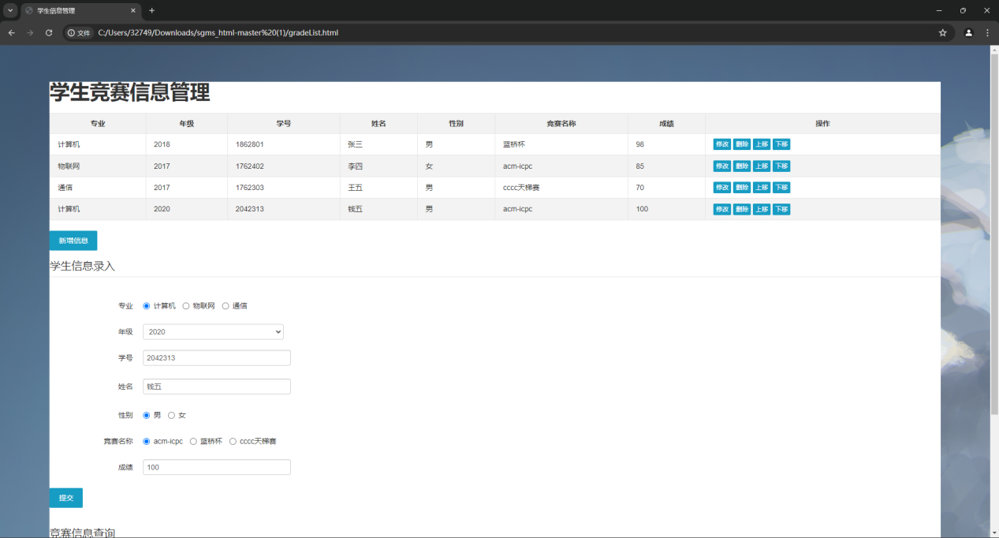 学生信息管理
文件 C:/Users/32749/Downloads/sgms_html-master%20(1)/gradeList.html
学生竞赛信息管理
专业 年级 学号 姓名 性别 竞赛名称 成绩 操作
计算机 2018 1862801 张三 男 蓝桥杯 98 修改 删除 上移 下移
物联网 2017 1762402 李四 女 acm-icpc 85 修改 删除 上移 下移
通信 2017 1762303 王五 男 cccc天梯赛 70 修改 删除 上移 下移
计算机 2020 2042313 钱五 男 acm-icpc 100 修改 删除 上移 下移
新增信息
学生信息录入
专业 计算机 物联网 通信
年级 2020
学号 2042313
姓名 钱五
性别 男 女
竞赛名称 acm-icpc 蓝桥杯 cccc天梯赛
成绩 100
提交
竞赛信息查询